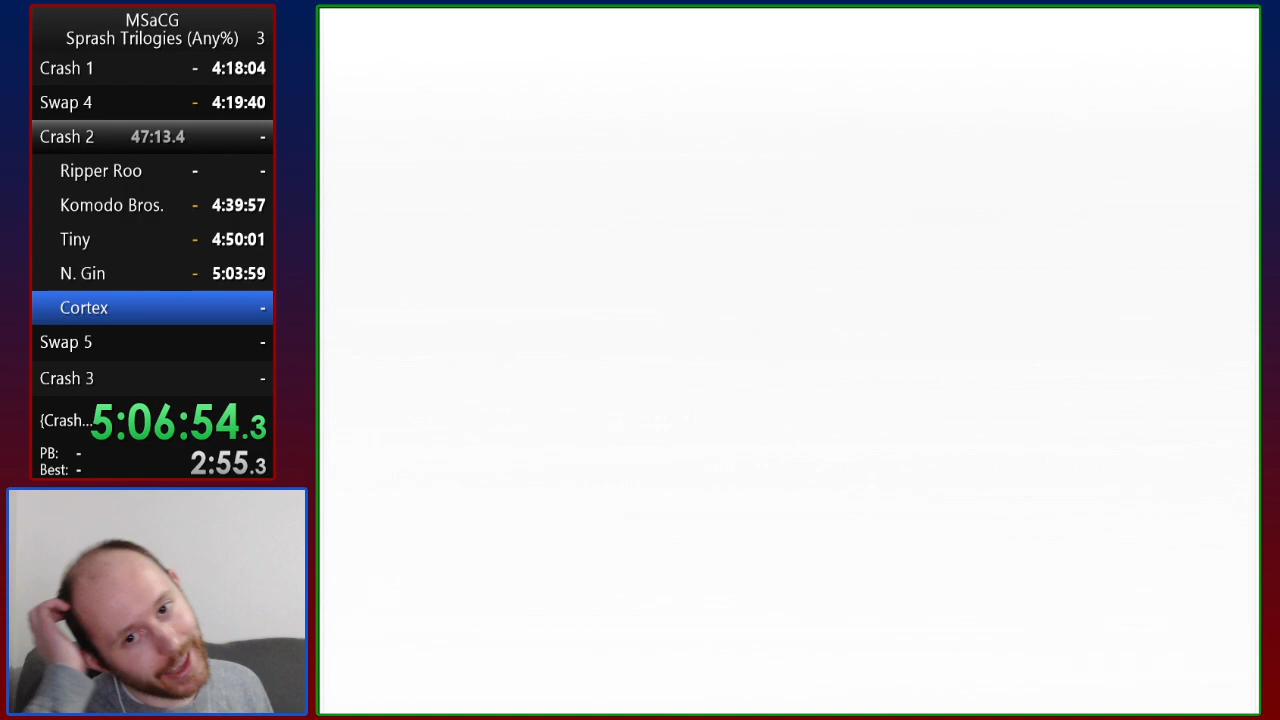 MSaCG
Sprash Trilogies (Any%) 3
Crash 1 - 4:18:04
Swap 4 - 4:19:40
Crash 2 47:13.4 -
Ripper Roo - -
Komodo Bros. - 4:39:57
Tiny - 4:50:01
N. Gin - 5:03:59
Cortex -
Swap 5 -
Crash 3 -
{Crash... 5:06:54.3
PB: -
Best: - 2:55.3